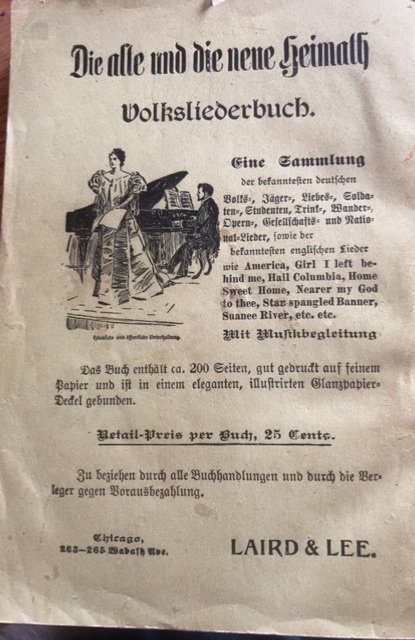 Die alte und die neue Heimath
Volksliederbuch.
Eine Sammlung
der bekanntesten deutschen
Volks-, Jäger-, Liebes-, Solda-
ten-, Studenten, Trink-, Wander-,
Opern-, Gesellschafts- und Natio-
nal-Lieder, sowie der
bekanntesten englischen Lieder
wie America, Girl I left be-
hind me, Hail Columbia, Home
Sweet Home, Nearer my God
to thee, Star spangled Banner,
Suanee River, etc. etc.
Mit Musikbegleitung
Häusliche und öffentliche Unterhaltung.
Das Buch enthält ca. 200 Seiten, gut gedruckt auf feinem
Papier und ist in einem eleganten, illustrirten Glanzpapier-
Deckel gebunden.
Retail-Preis per Buch, 25 Cents.
Zu beziehen durch alle Buchhandlungen und durch die Ver-
leger gegen Vorausbezahlung.
Chicago,
263–265 Wabash Ave.
LAIRD & LEE.